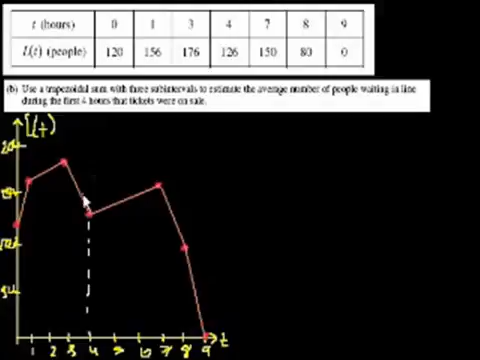 t (hours) 0 1 3 4 7 8 9
L(t) (people) 120 156 176 126 150 80 0
(b) Use a trapezoidal sum with three subintervals to estimate the average number of people waiting in line
during the first 4 hours that tickets were on sale.
L(t)
1 2 3 4 5 7 8 9 t